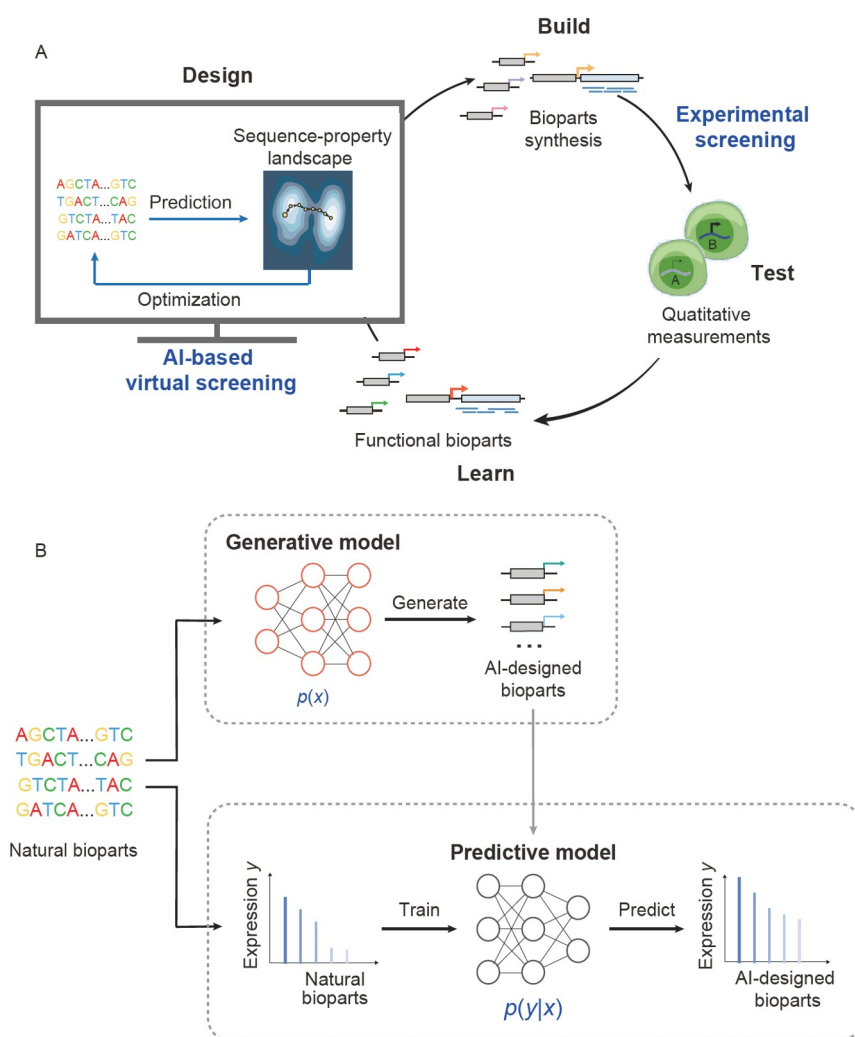 A
Build
Design
Bioparts
synthesis
Experimental
screening
Sequence-property
landscape
AGCTA...GTC
TGACT...CAG
GTCTA...TAC
GATCA...GTC
Prediction
Optimization
B
A
Test
Quatitative
measurements
AI-based
virtual screening
Functional bioparts
Learn
B
Generative model
Generate
p(x)
AI-designed
bioparts
AGCTA...GTC
TGACT...CAG
GTCTA...TAC
GATCA...GTC
Natural bioparts
Predictive model
Expression y
Natural
bioparts
Train
p(y|x)
Predict
Expression y
AI-designed
bioparts